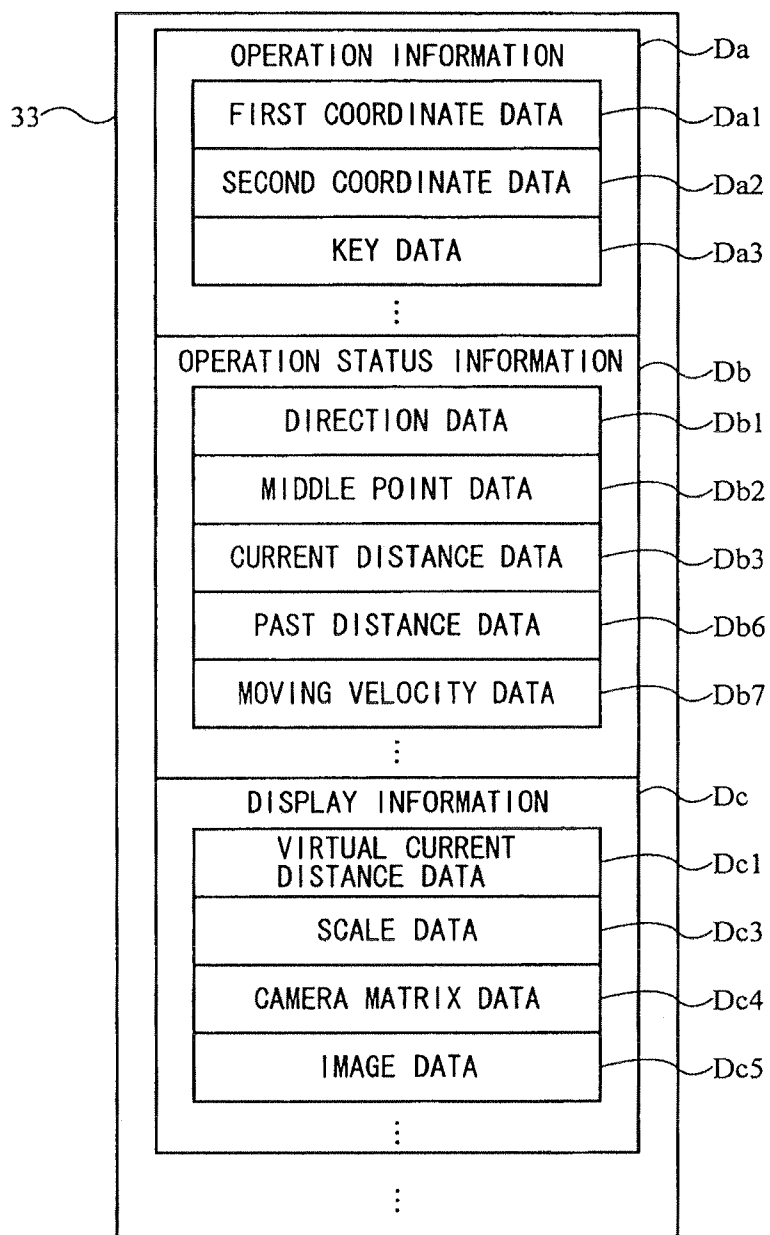 OPERATION INFORMATION Da
33
FIRST COORDINATE DATA Da1
SECOND COORDINATE DATA Da2
KEY DATA Da3
⋮
OPERATION STATUS INFORMATION Db
DIRECTION DATA Db1
MIDDLE POINT DATA Db2
CURRENT DISTANCE DATA Db3
PAST DISTANCE DATA Db6
MOVING VELOCITY DATA Db7
⋮
DISPLAY INFORMATION Dc
VIRTUAL CURRENT
DISTANCE DATA Dc1
SCALE DATA Dc3
CAMERA MATRIX DATA Dc4
IMAGE DATA Dc5
⋮
⋮